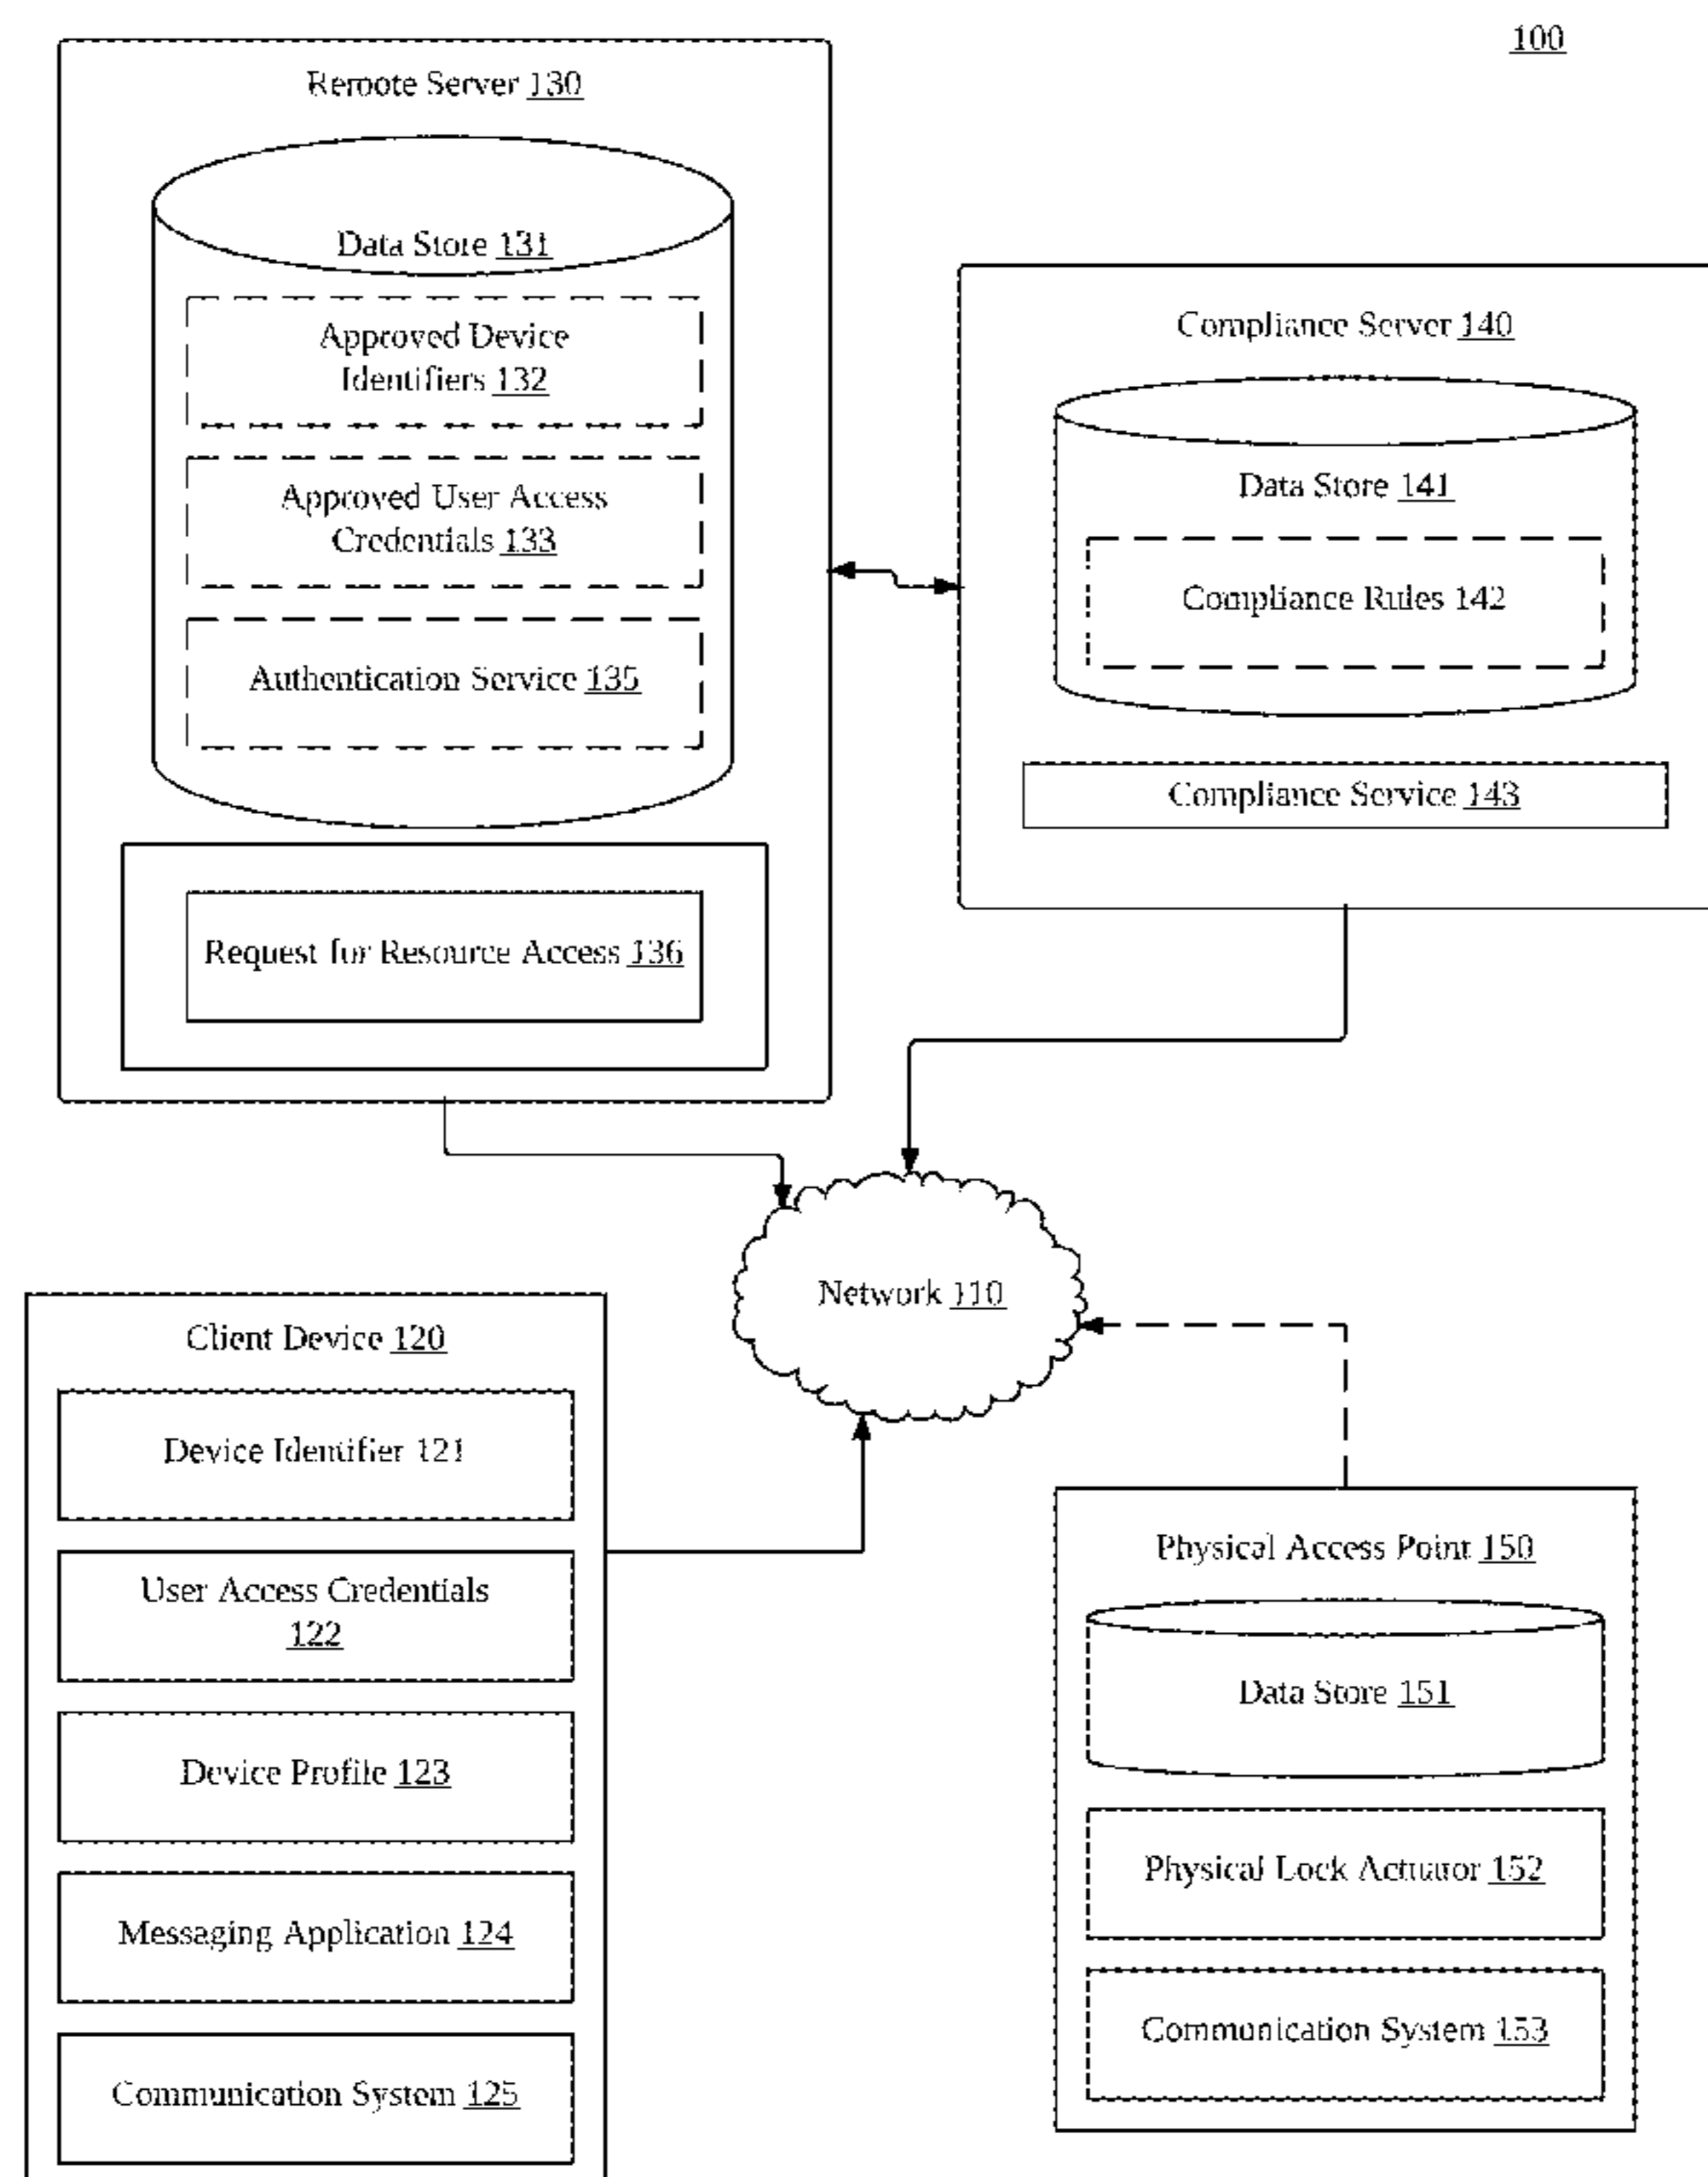 100
Remote Server 130
Data Store 131
Approved Device
Identifiers 132
Approved User Access
Credentials 133
Authentication Service 135
Request for Resource Access 136
Compliance Server 140
Data Store 141
Compliance Rules 142
Compliance Service 143
Network 110
Client Device 120
Device Identifier 121
User Access Credentials
122
Device Profile 123
Messaging Application 124
Communication System 125
Physical Access Point 150
Data Store 151
Physical Lock Actuator 152
Communication System 153